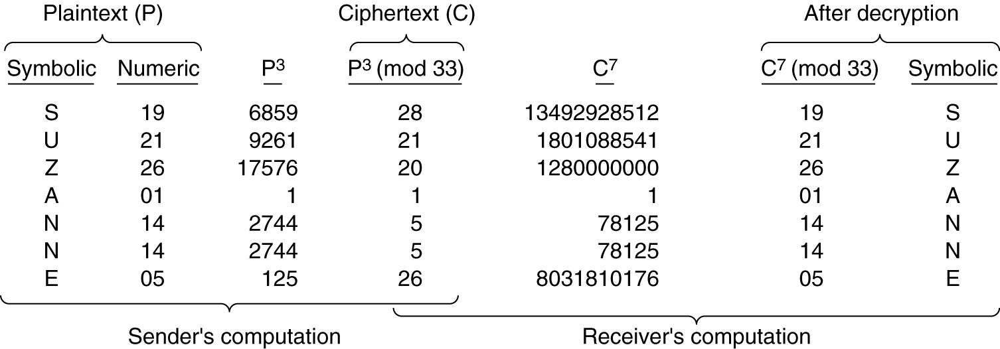 Plaintext (P) Ciphertext (C) After decryption
Symbolic Numeric P³ P³ (mod 33) C⁷ C⁷ (mod 33) Symbolic
S 19 6859 28 13492928512 19 S
U 21 9261 21 1801088541 21 U
Z 26 17576 20 1280000000 26 Z
A 01 1 1 1 01 A
N 14 2744 5 78125 14 N
N 14 2744 5 78125 14 N
E 05 125 26 8031810176 05 E
Sender's computation Receiver's computation